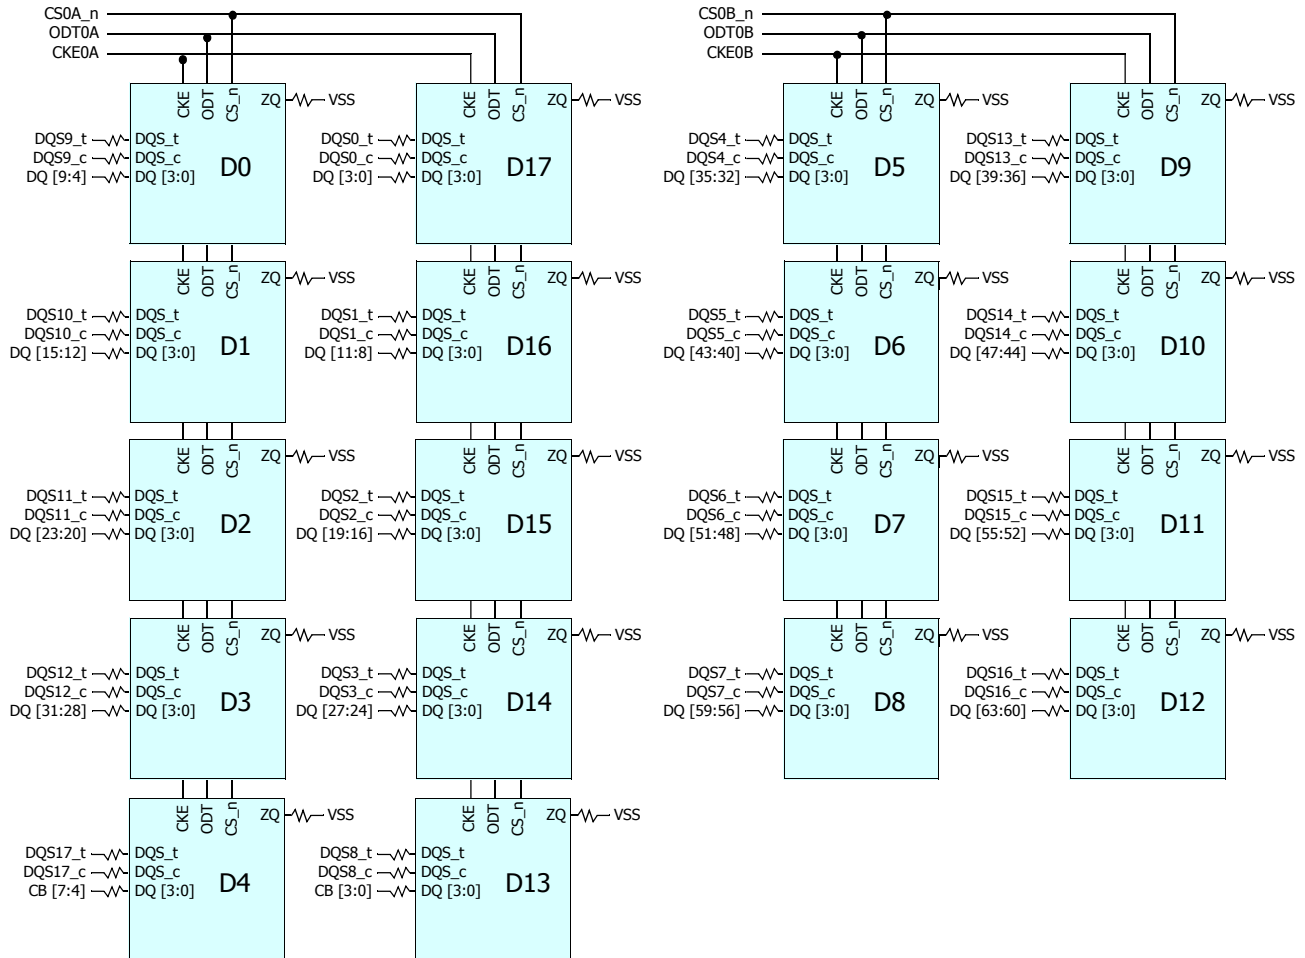 CS0A_n
ODT0A
CKE0A
CS0B_n
ODT0B
CKE0B
CKE ODT CS_n ZQ VSS
DQS9_t DQS_t
DQS9_c DQS_c
DQ [9:4] DQ [3:0]
D0
CKE ODT CS_n ZQ VSS
DQS0_t DQS_t
DQS0_c DQS_c
DQ [3:0] DQ [3:0]
D17
CKE ODT CS_n ZQ VSS
DQS4_t DQS_t
DQS4_c DQS_c
DQ [35:32] DQ [3:0]
D5
CKE ODT CS_n ZQ VSS
DQS13_t DQS_t
DQS13_c DQS_c
DQ [39:36] DQ [3:0]
D9
CKE ODT CS_n ZQ VSS
DQS10_t DQS_t
DQS10_c DQS_c
DQ [15:12] DQ [3:0]
D1
CKE ODT CS_n ZQ VSS
DQS1_t DQS_t
DQS1_c DQS_c
DQ [11:8] DQ [3:0]
D16
CKE ODT CS_n ZQ VSS
DQS5_t DQS_t
DQS5_c DQS_c
DQ [43:40] DQ [3:0]
D6
CKE ODT CS_n ZQ VSS
DQS14_t DQS_t
DQS14_c DQS_c
DQ [47:44] DQ [3:0]
D10
CKE ODT CS_n ZQ VSS
DQS11_t DQS_t
DQS11_c DQS_c
DQ [23:20] DQ [3:0]
D2
CKE ODT CS_n ZQ VSS
DQS2_t DQS_t
DQS2_c DQS_c
DQ [19:16] DQ [3:0]
D15
CKE ODT CS_n ZQ VSS
DQS6_t DQS_t
DQS6_c DQS_c
DQ [51:48] DQ [3:0]
D7
CKE ODT CS_n ZQ VSS
DQS15_t DQS_t
DQS15_c DQS_c
DQ [55:52] DQ [3:0]
D11
CKE ODT CS_n ZQ VSS
DQS12_t DQS_t
DQS12_c DQS_c
DQ [31:28] DQ [3:0]
D3
CKE ODT CS_n ZQ VSS
DQS3_t DQS_t
DQS3_c DQS_c
DQ [27:24] DQ [3:0]
D14
CKE ODT CS_n ZQ VSS
DQS7_t DQS_t
DQS7_c DQS_c
DQ [59:56] DQ [3:0]
D8
CKE ODT CS_n ZQ VSS
DQS16_t DQS_t
DQS16_c DQS_c
DQ [63:60] DQ [3:0]
D12
CKE ODT CS_n ZQ VSS
DQS17_t DQS_t
DQS17_c DQS_c
CB [7:4] DQ [3:0]
D4
CKE ODT CS_n ZQ VSS
DQS8_t DQS_t
DQS8_c DQS_c
CB [3:0] DQ [3:0]
D13